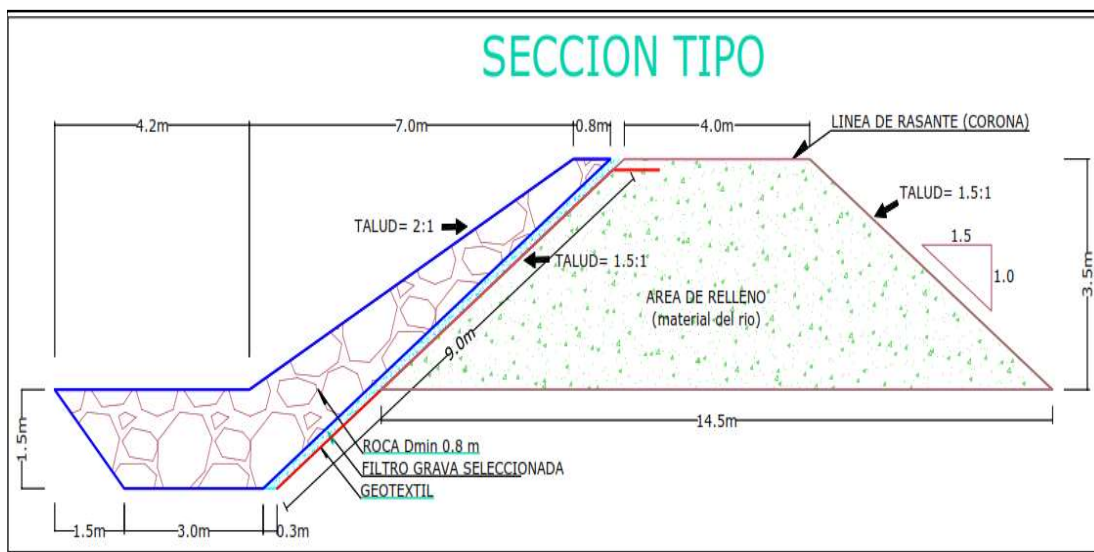 SECCION TIPO
4.2m
7.0m
0.8m
4.0m
LINEA DE RASANTE (CORONA)
TALUD= 2:1
TALUD= 1.5:1
TALUD= 1.5:1
1.5
1.0
3.5m
AREA DE RELLENO
(material del rio)
9.0m
14.5m
1.5m
ROCA Dmin 0.8 m
FILTRO GRAVA SELECCIONADA
GEOTEXTIL
1.5m
3.0m
0.3m